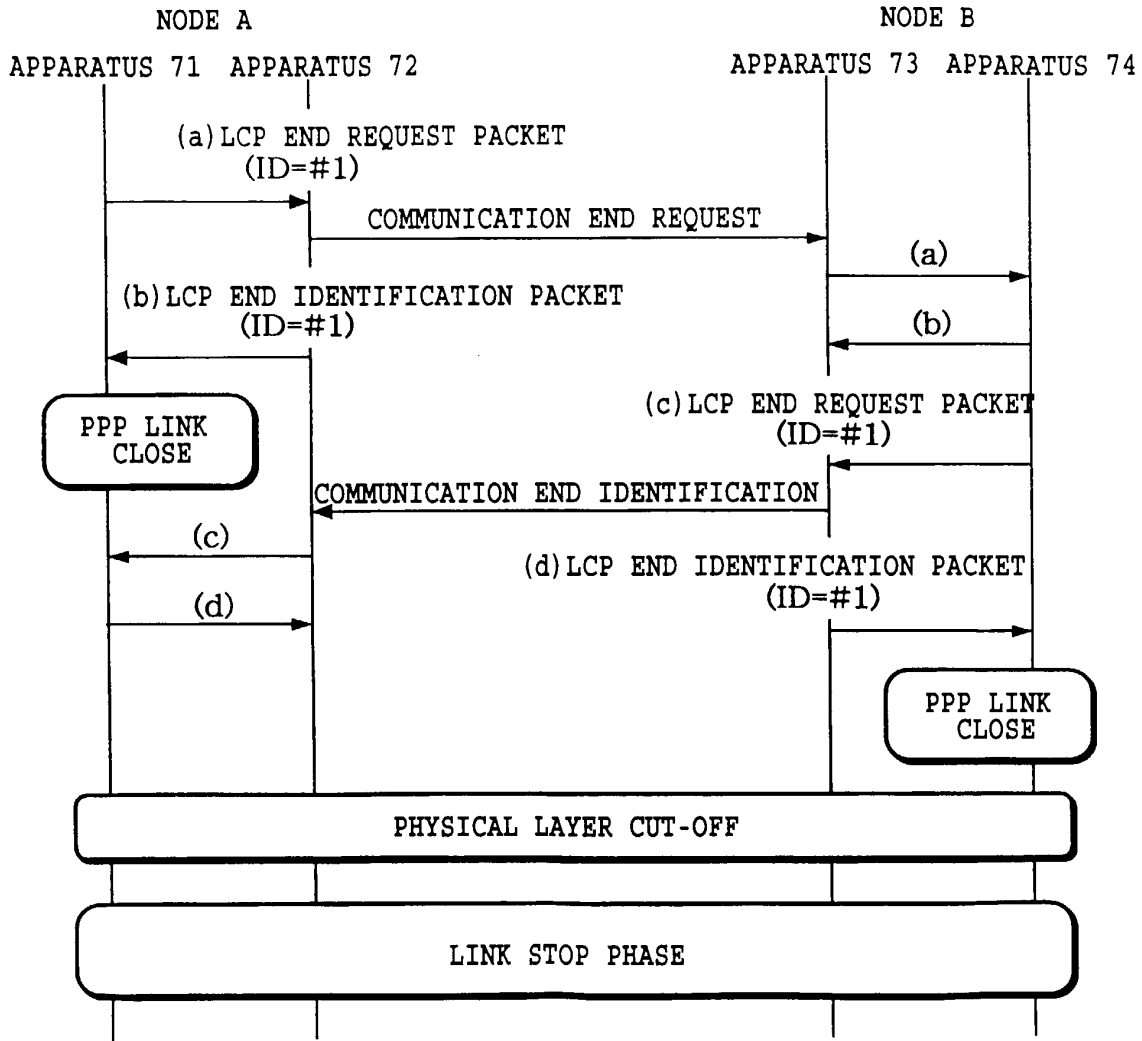 NODE A
NODE B
APPARATUS 71 APPARATUS 72
APPARATUS 73 APPARATUS 74
(a)LCP END REQUEST PACKET
(ID=#1)
COMMUNICATION END REQUEST
(a)
(b)LCP END IDENTIFICATION PACKET
(ID=#1)
(b)
PPP LINK
CLOSE
(c)LCP END REQUEST PACKET
(ID=#1)
COMMUNICATION END IDENTIFICATION
(c)
(d)LCP END IDENTIFICATION PACKET
(ID=#1)
(d)
PPP LINK
CLOSE
PHYSICAL LAYER CUT-OFF
LINK STOP PHASE